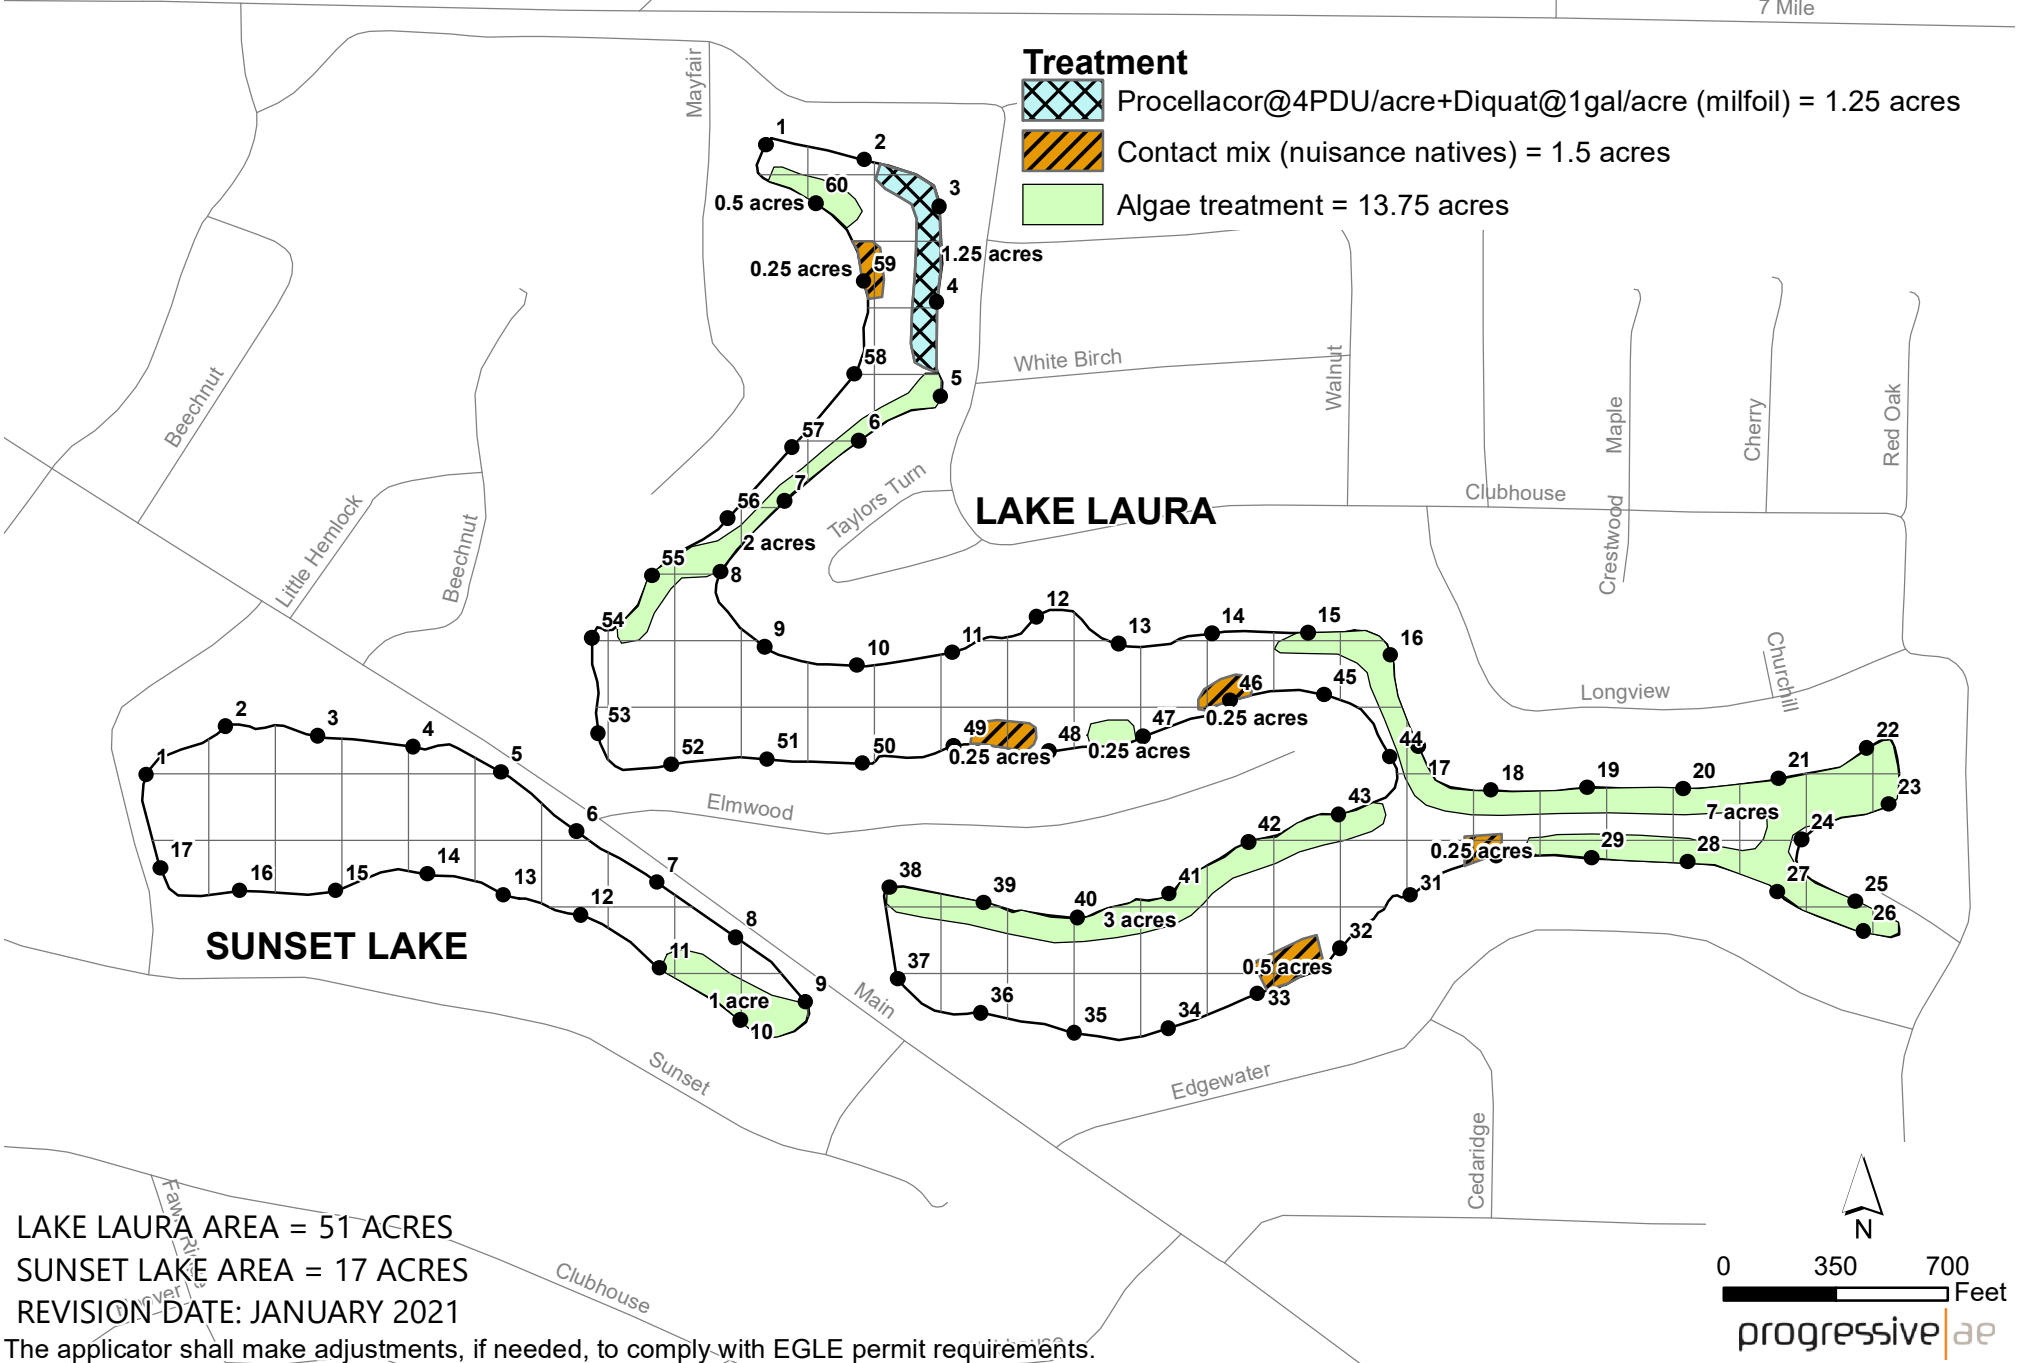 7 Mile
Treatment
Procellacor@4PDU/acre+Diquat@1gal/acre (milfoil) = 1.25 acres
Contact mix (nuisance natives) = 1.5 acres
Algae treatment = 13.75 acres
Mayfair
1
2
3
60
0.5 acres
1.25 acres
59
0.25 acres
4
58
5
White Birch
Walnut
Maple
Cherry
Red Oak
Beechnut
6
57
7
56
Taylors Turn
Clubhouse
LAKE LAURA
2 acres
Little Hemlock
Beechnut
Crestwood
55
8
54
9
10
11
12
13
14
15
16
Churchill
Longview
45
46
0.25 acres
53
52
51
50
49
0.25 acres
48
0.25 acres
47
44
17
18
19
20
21
22
23
7 acres
24
Elmwood
43
42
0.25 acres
29
28
27
25
26
31
38
39
40
41
3 acres
32
0.5 acres
33
37
36
35
34
1
2
3
4
5
6
7
8
9
17
16
15
14
13
12
11
1 acre
10
SUNSET LAKE
Main
Sunset
Edgewater
Cedaridge
Clubhouse
N
0 350 700
Feet
LAKE LAURA AREA = 51 ACRES
SUNSET LAKE AREA = 17 ACRES
REVISION DATE: JANUARY 2021
The applicator shall make adjustments, if needed, to comply with EGLE permit requirements.
progressive ae